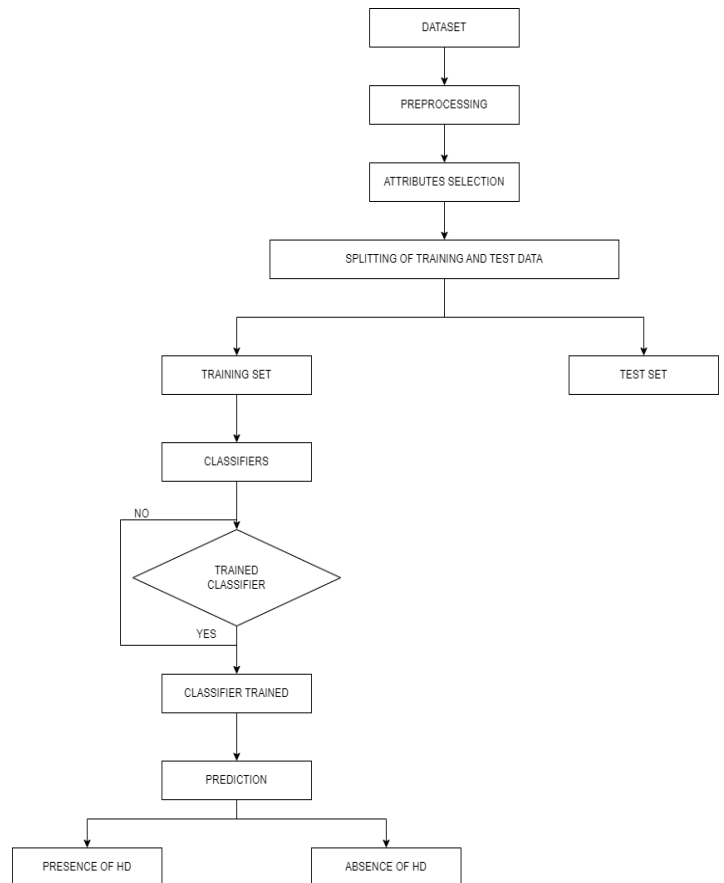 DATASET
PREPROCESSING
ATTRIBUTES SELECTION
SPLITTING OF TRAINING AND TEST DATA
TRAINING SET
TEST SET
CLASSIFIERS
NO
TRAINED
CLASSIFIER
YES
CLASSIFIER TRAINED
PREDICTION
PRESENCE OF HD
ABSENCE OF HD